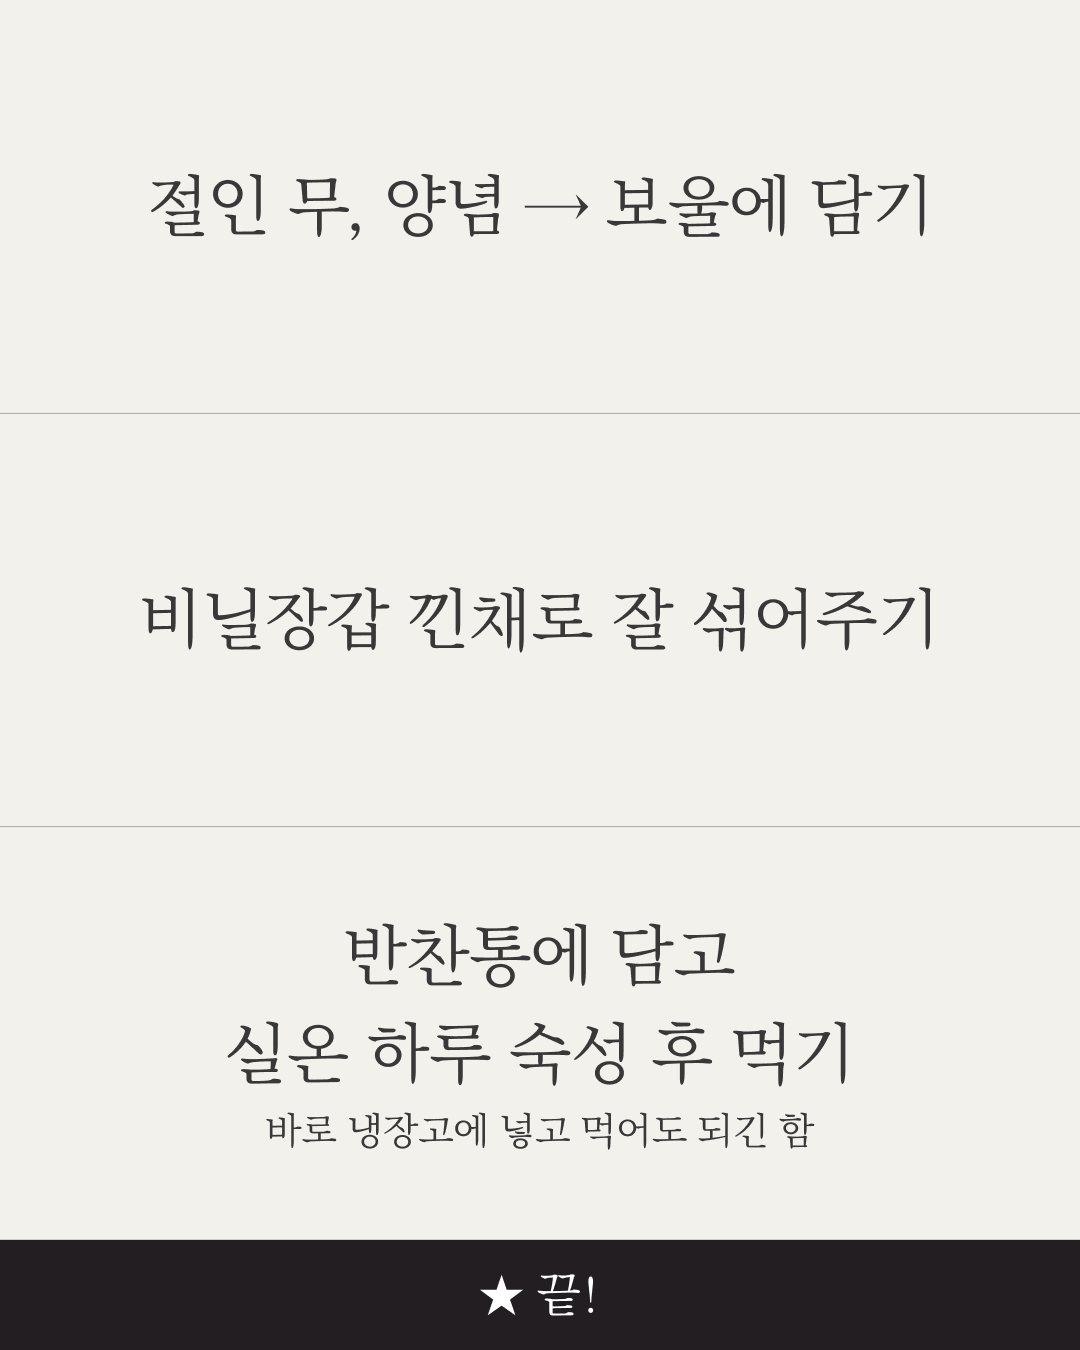 절인 무, 양념 → 보울에 담기
비닐장갑 낀채로 잘 섞어주기
반찬통에 담고
실온 하루 숙성 후 먹기
바로 냉장고에 넣고 먹어도 되긴 함
★ 끝!